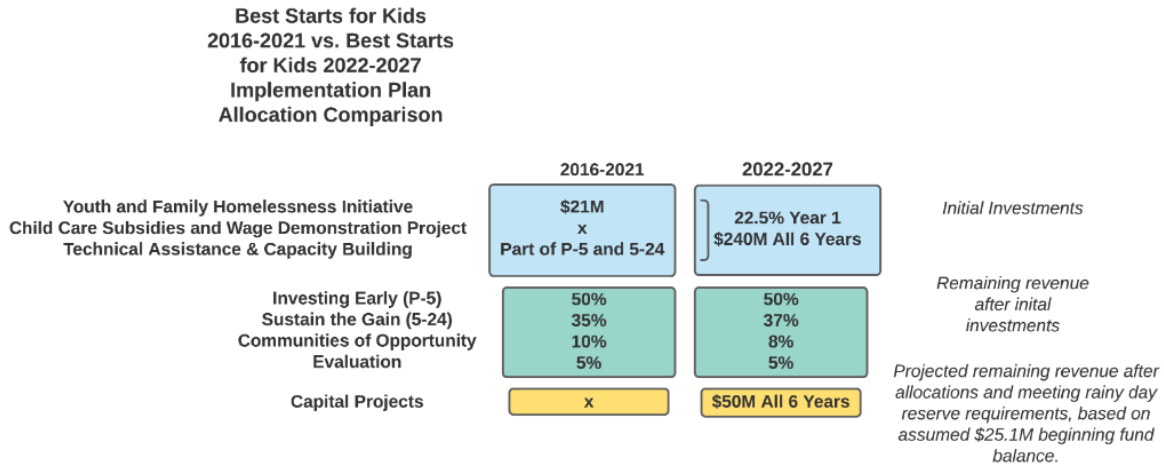 Best Starts for Kids
2016-2021 vs. Best Starts
for Kids 2022-2027
Implementation Plan
Allocation Comparison
2016-2021
2022-2027
Youth and Family Homelessness Initiative
Child Care Subsidies and Wage Demonstration Project
Technical Assistance & Capacity Building
$21M
x
Part of P-5 and 5-24
22.5% Year 1
$240M All 6 Years
Initial Investments
Investing Early (P-5)
Sustain the Gain (5-24)
Communities of Opportunity
Evaluation
50%
35%
10%
5%
50%
37%
8%
5%
Remaining revenue
after inital
investments
Capital Projects
x
$50M All 6 Years
Projected remaining revenue after
allocations and meeting rainy day
reserve requirements, based on
assumed $25.1M beginning fund
balance.